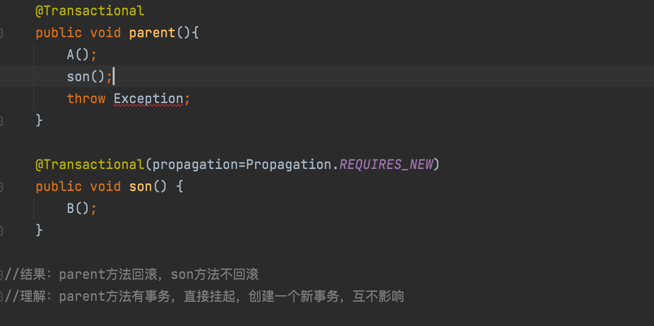 @Transactional
public void parent(){
A();
son();
throw Exception;
}
@Transactional(propagation=Propagation.REQUIRES_NEW)
public void son() {
B();
}
//结果：parent方法回滚，son方法不回滚
//理解：parent方法有事务，直接挂起，创建一个新事务，互不影响